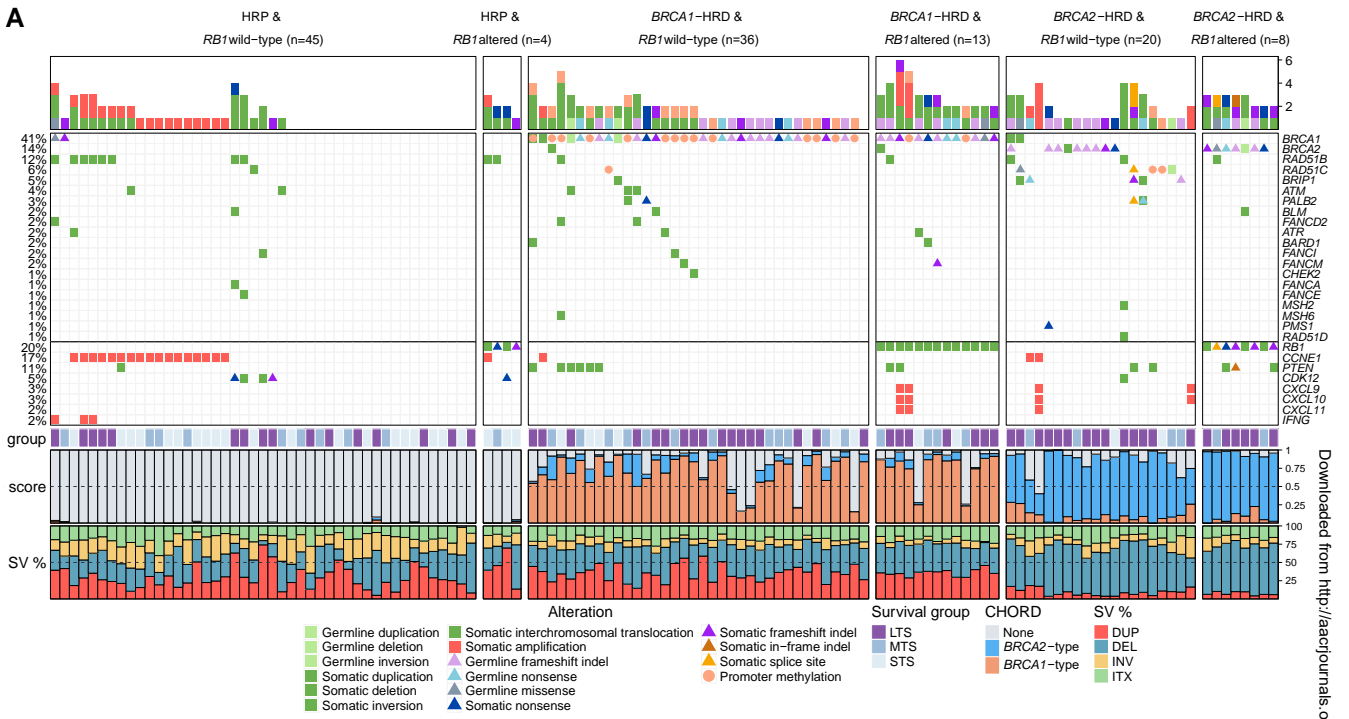 A
HRP &
RB1 wild-type (n=45)
HRP &
RB1 altered (n=4)
BRCA1-HRD &
RB1 wild-type (n=36)
BRCA1-HRD &
RB1 altered (n=13)
BRCA2-HRD &
RB1 wild-type (n=20)
BRCA2-HRD &
RB1 altered (n=8)
6
4
2
41% BRCA1
14% BRCA2
12% RAD51B
6% RAD51C
5% BRIP1
4% ATM
3% PALB2
2% BLM
2% FANCD2
2% ATR
2% BARD1
2% FANCI
2% FANCM
1% CHEK2
1% FANCA
1% FANCE
1% MSH2
1% MSH6
1% PMS1
1% RAD51D
20% RB1
17% CCNE1
11% PTEN
5% CDK12
3% CXCL9
3% CXCL10
2% CXCL11
2% IFNG
group
score
1
0.75
0.5
0.25
SV %
100
75
50
25
Alteration
Germline duplication
Germline deletion
Germline inversion
Somatic duplication
Somatic deletion
Somatic inversion
Somatic interchromosomal translocation
Somatic amplification
Germline frameshift indel
Germline nonsense
Germline missense
Somatic nonsense
Somatic frameshift indel
Somatic in-frame indel
Somatic splice site
Promoter methylation
Survival group
LTS
MTS
STS
CHORD
None
BRCA2-type
BRCA1-type
SV %
DUP
DEL
INV
ITX
Downloaded from http://aacrjournals.o